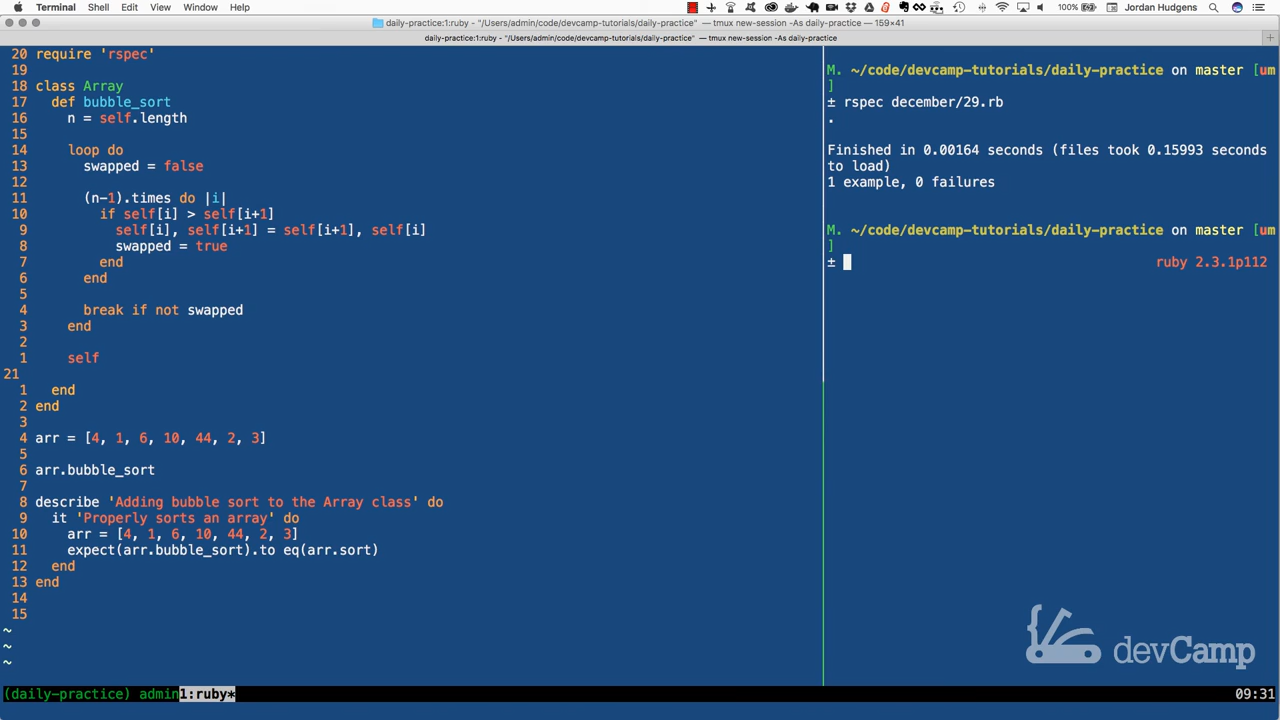 Terminal Shell Edit View Window Help 100% Jordan Hudgens
daily-practice:1:ruby - "/Users/admin/code/devcamp-tutorials/daily-practice" — tmux new-session -As daily-practice — 159×41
daily-practice:1:ruby - "/Users/admin/code/devcamp-tutorials/daily-practice" — tmux new-session -As daily-practice
20 require 'rspec'
19
18 class Array
17   def bubble_sort
16     n = self.length
15
14     loop do
13       swapped = false
12
11       (n-1).times do |i|
10         if self[i] > self[i+1]
9           self[i], self[i+1] = self[i+1], self[i]
8           swapped = true
7         end
6       end
5
4       break if not swapped
3     end
2
1     self
21
1   end
2 end
3
4 arr = [4, 1, 6, 10, 44, 2, 3]
5
6 arr.bubble_sort
7
8 describe 'Adding bubble sort to the Array class' do
9   it 'Properly sorts an array' do
10     arr = [4, 1, 6, 10, 44, 2, 3]
11     expect(arr.bubble_sort).to eq(arr.sort)
12   end
13 end
14
15
~
~
~
M. ~/code/devcamp-tutorials/daily-practice on master [um
]
± rspec december/29.rb
.
Finished in 0.00164 seconds (files took 0.15993 seconds
to load)
1 example, 0 failures
M. ~/code/devcamp-tutorials/daily-practice on master [um
]
± ruby 2.3.1p112
devCamp
(daily-practice) admin1:ruby* 09:31